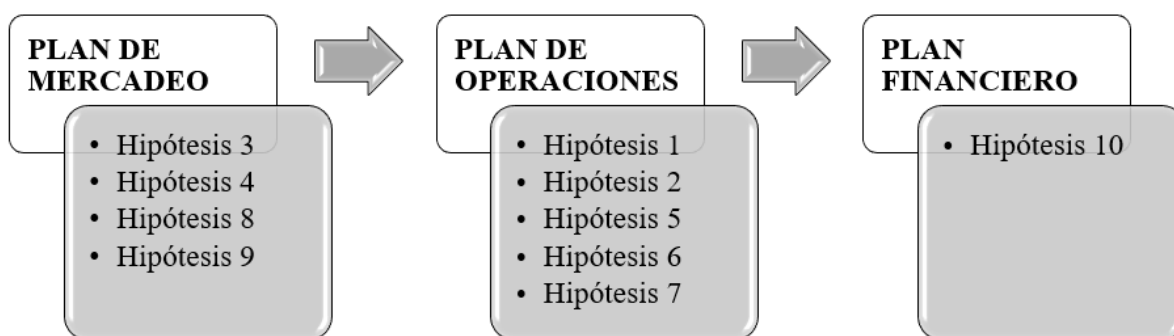 PLAN DE
MERCADEO
• Hipótesis 3
• Hipótesis 4
• Hipótesis 8
• Hipótesis 9
PLAN DE
OPERACIONES
• Hipótesis 1
• Hipótesis 2
• Hipótesis 5
• Hipótesis 6
• Hipótesis 7
PLAN
FINANCIERO
• Hipótesis 10